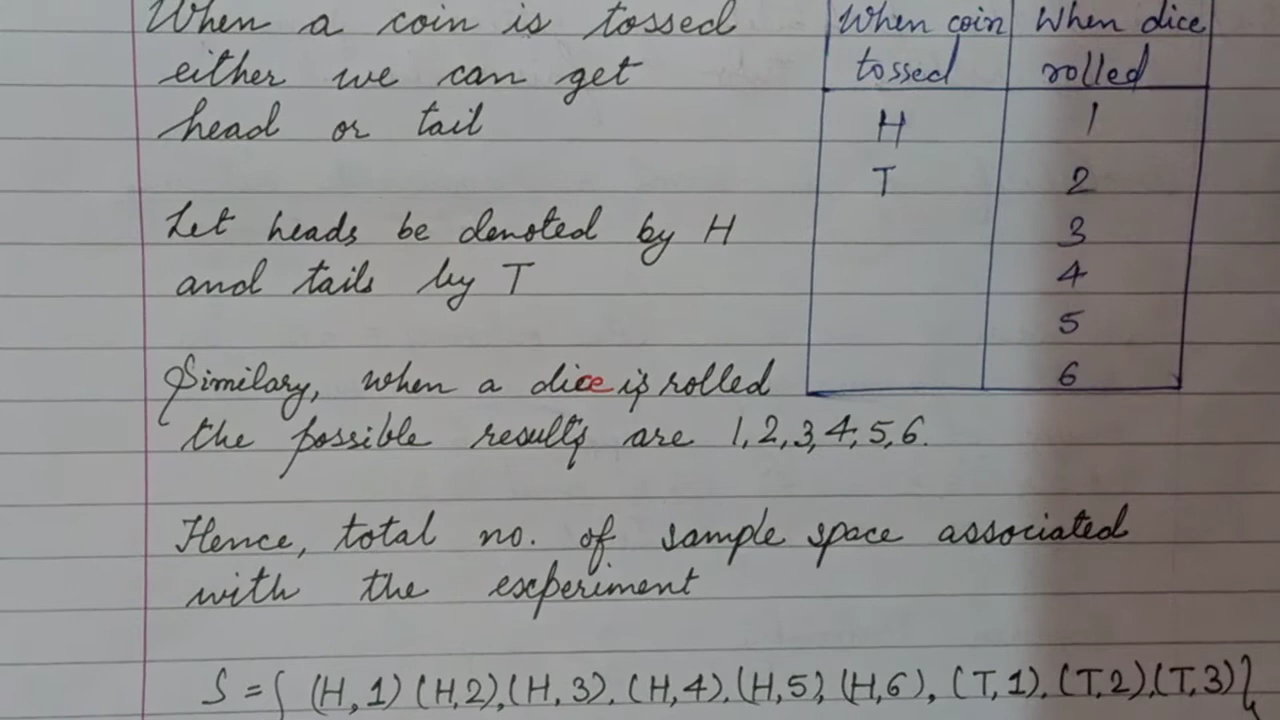 When a coin is tossed
either we can get
head or tail
Let heads be denoted by H
and tails by T
When coin tossed
When dice rolled
H 1
T 2
3
4
5
6
Similary, when a dice is rolled
the possible results are 1,2,3,4,5,6.
Hence, total no. of sample space associated
with the experiment
S = { (H,1) (H,2),(H,3),(H,4),(H,5),(H,6),(T,1),(T,2),(T,3)}